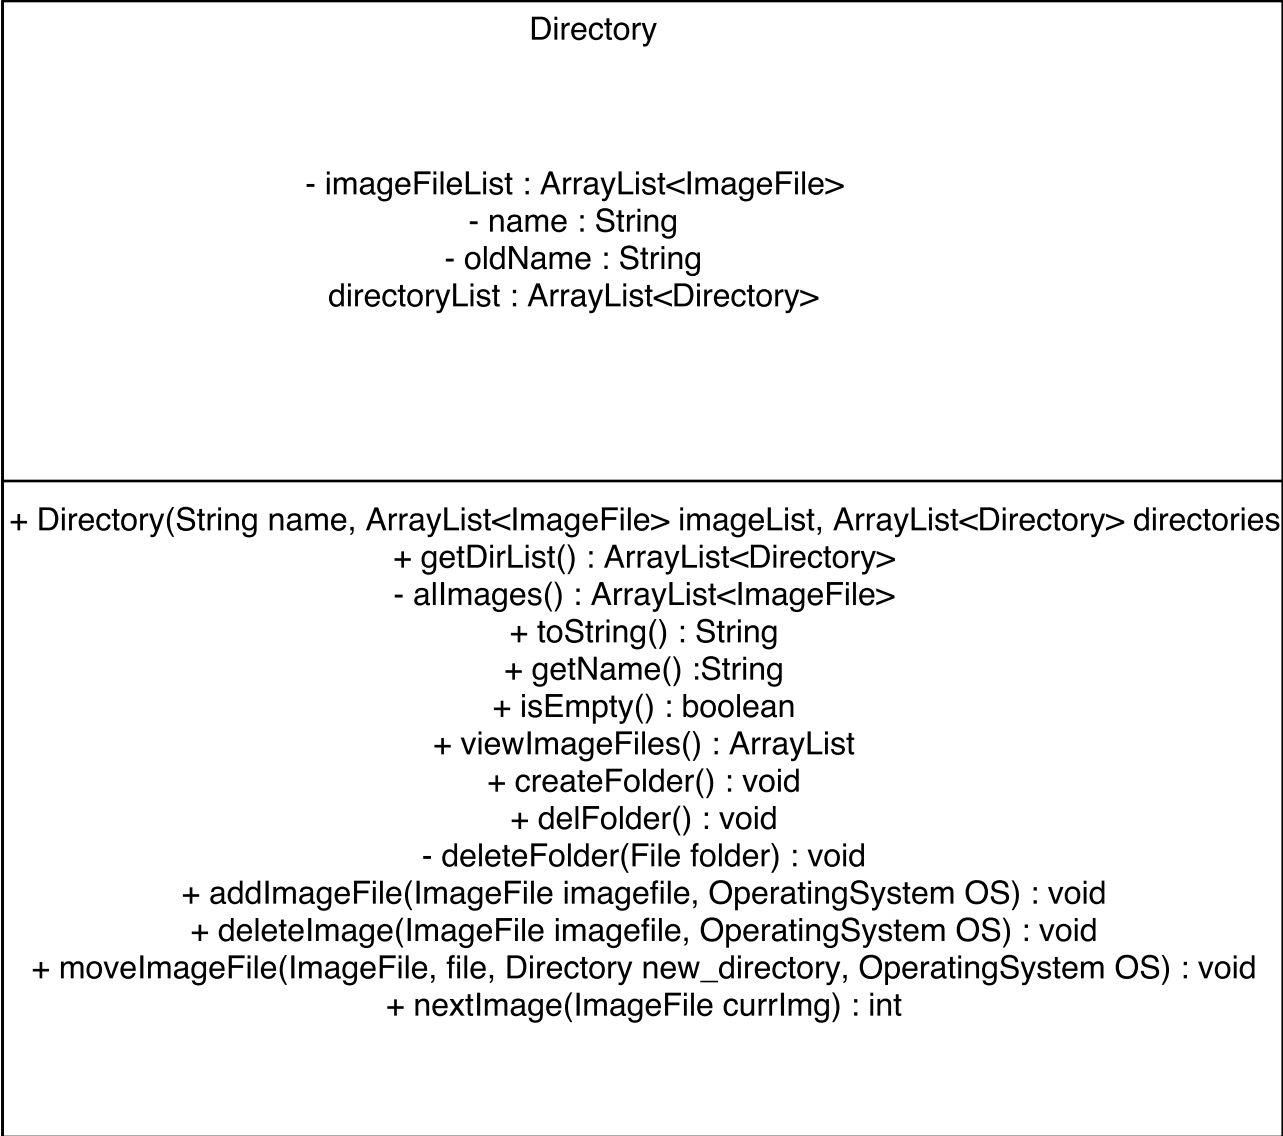 Directory
- imageFileList : ArrayList<ImageFile>
- name : String
- oldName : String
directoryList : ArrayList<Directory>
+ Directory(String name, ArrayList<ImageFile> imageList, ArrayList<Directory> directories
+ getDirList() : ArrayList<Directory>
- allImages() : ArrayList<ImageFile>
+ toString() : String
+ getName() :String
+ isEmpty() : boolean
+ viewImageFiles() : ArrayList
+ createFolder() : void
+ delFolder() : void
- deleteFolder(File folder) : void
+ addImageFile(ImageFile imagefile, OperatingSystem OS) : void
+ deleteImage(ImageFile imagefile, OperatingSystem OS) : void
+ moveImageFile(ImageFile, file, Directory new_directory, OperatingSystem OS) : void
+ nextImage(ImageFile currImg) : int